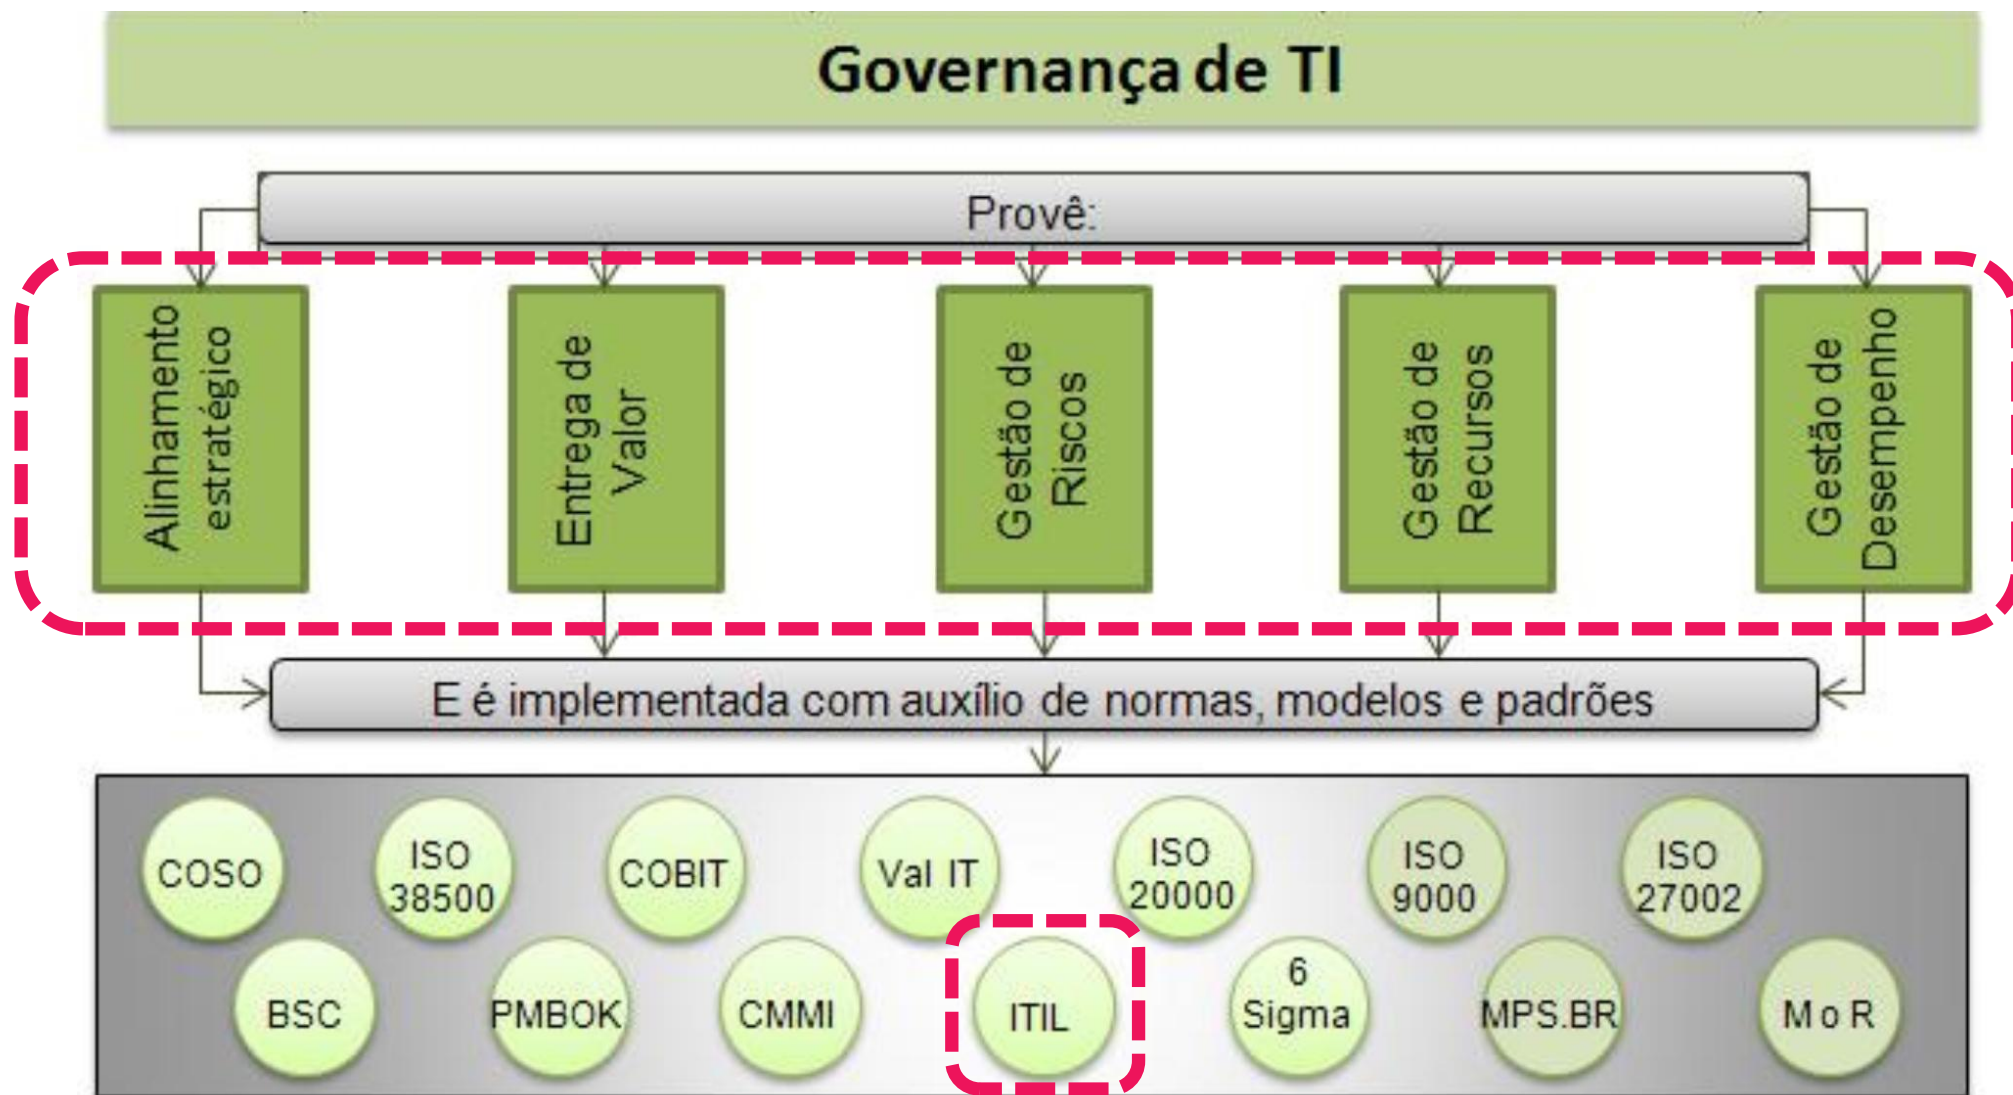 Governança de TI
Provê:
Alinhamento
estratégico
Entrega de
Valor
Gestão de
Riscos
Gestão de
Recursos
Gestão de
Desempenho
E é implementada com auxílio de normas, modelos e padrões
COSO
ISO
38500
COBIT
Val IT
ISO
20000
ISO
9000
ISO
27002
BSC
PMBOK
CMMI
ITIL
6
Sigma
MPS.BR
M o R